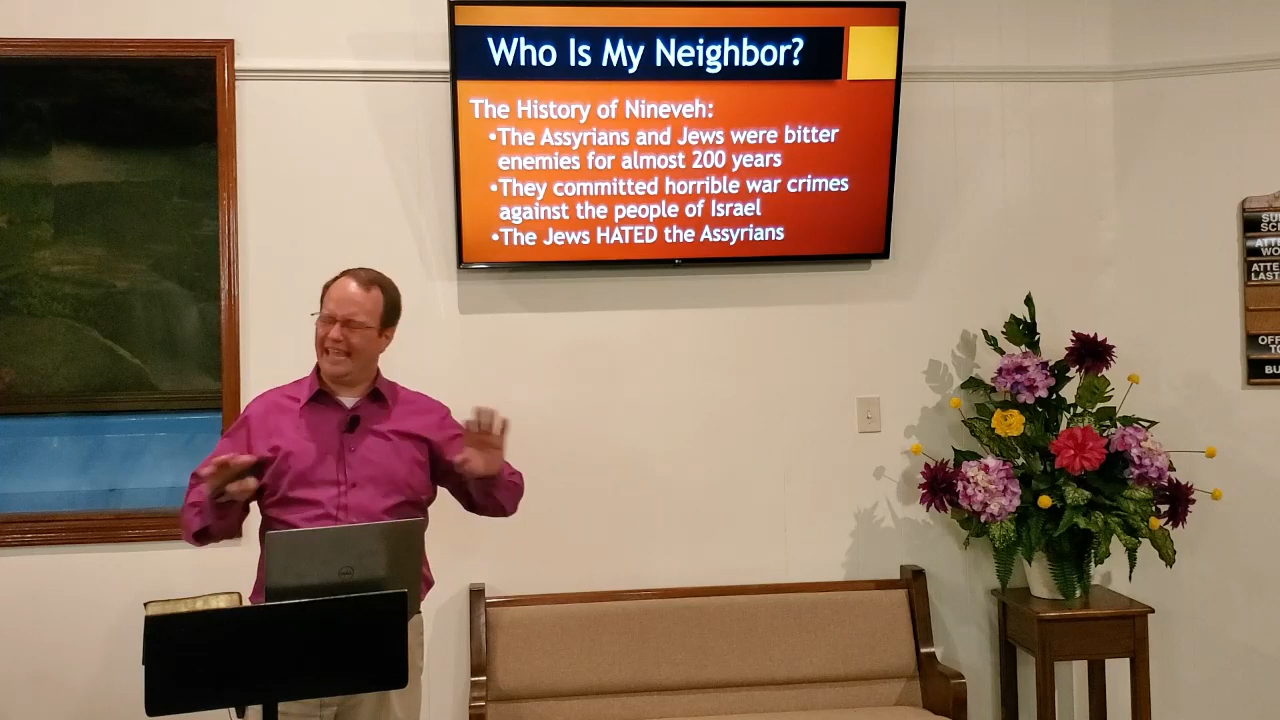 Who Is My Neighbor?
The History of Nineveh:
•The Assyrians and Jews were bitter
enemies for almost 200 years
•They committed horrible war crimes
against the people of Israel
•The Jews HATED the Assyrians
DELL